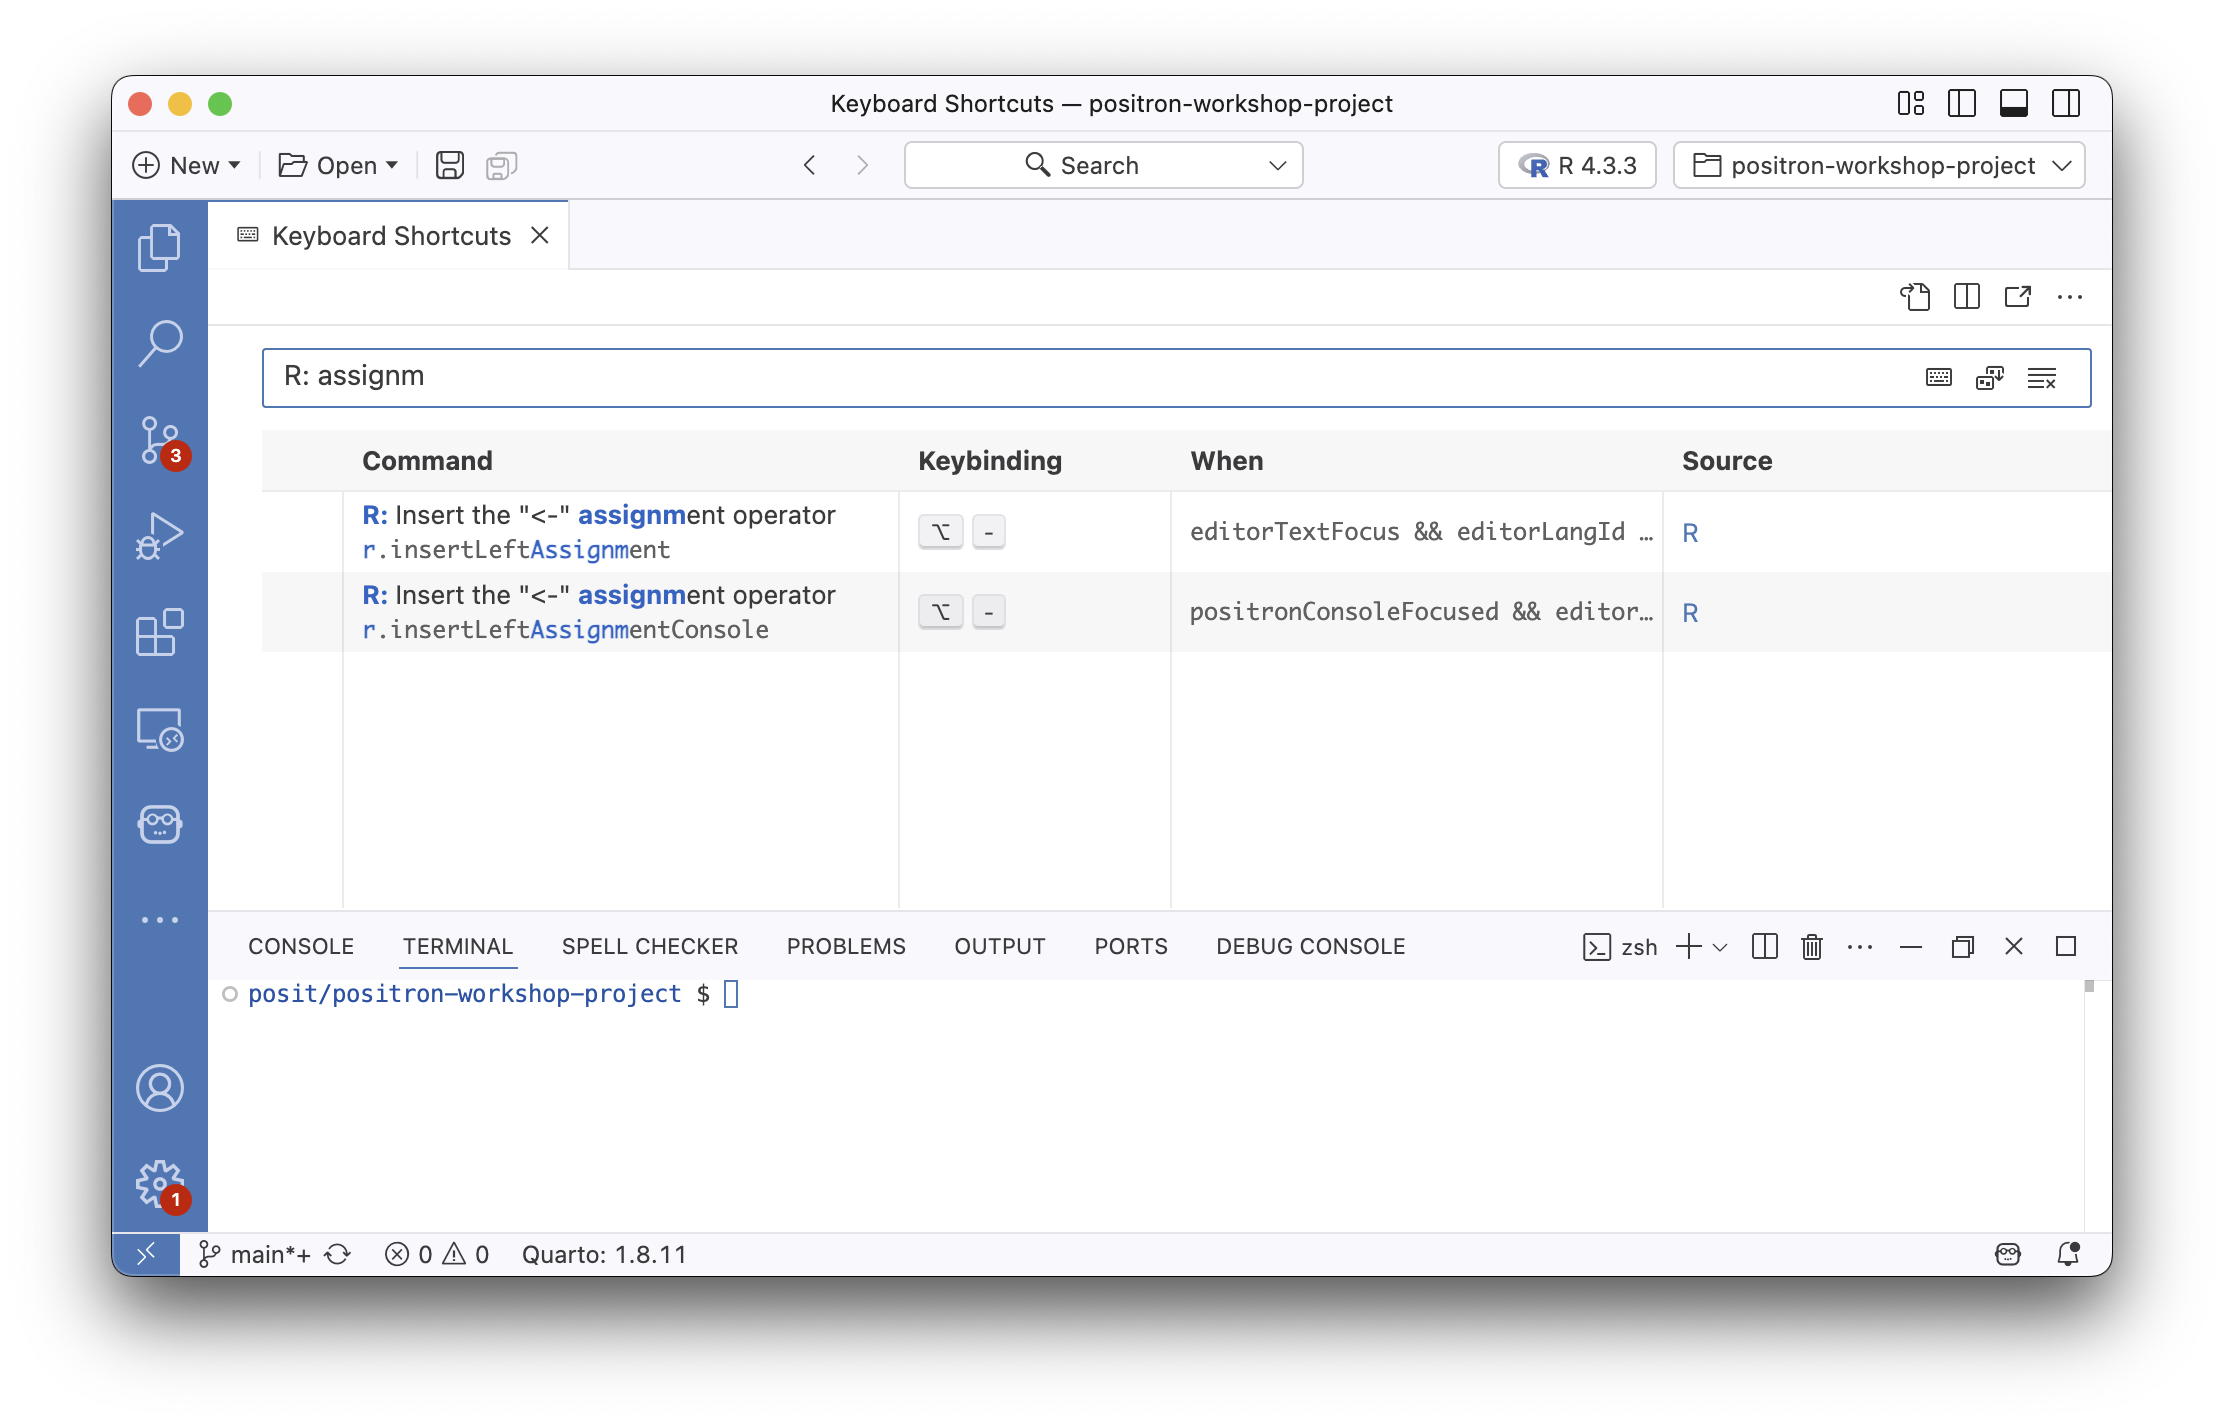 Keyboard Shortcuts — positron-workshop-project
New Open Search R 4.3.3 positron-workshop-project
Keyboard Shortcuts
R: assignm
Command Keybinding When Source
R: Insert the "<-" assignment operator
r.insertLeftAssignment
⌥ - editorTextFocus && editorLangId … R
R: Insert the "<-" assignment operator
r.insertLeftAssignmentConsole
⌥ - positronConsoleFocused && editor… R
3
CONSOLE TERMINAL SPELL CHECKER PROBLEMS OUTPUT PORTS DEBUG CONSOLE zsh
posit/positron-workshop-project $
1
main*+ 0 0 Quarto: 1.8.11